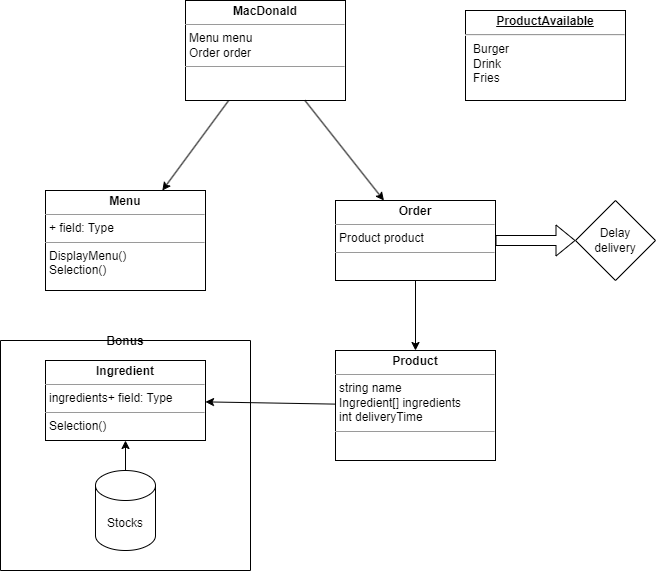 MacDonald
Menu menu
Order order
ProductAvailable
Burger
Drink
Fries
Menu
+ field: Type
DisplayMenu()
Selection()
Order
Product product
Delay
delivery
Bonus
Ingredient
ingredients+ field: Type
Selection()
Stocks
Product
string name
Ingredient[] ingredients
int deliveryTime